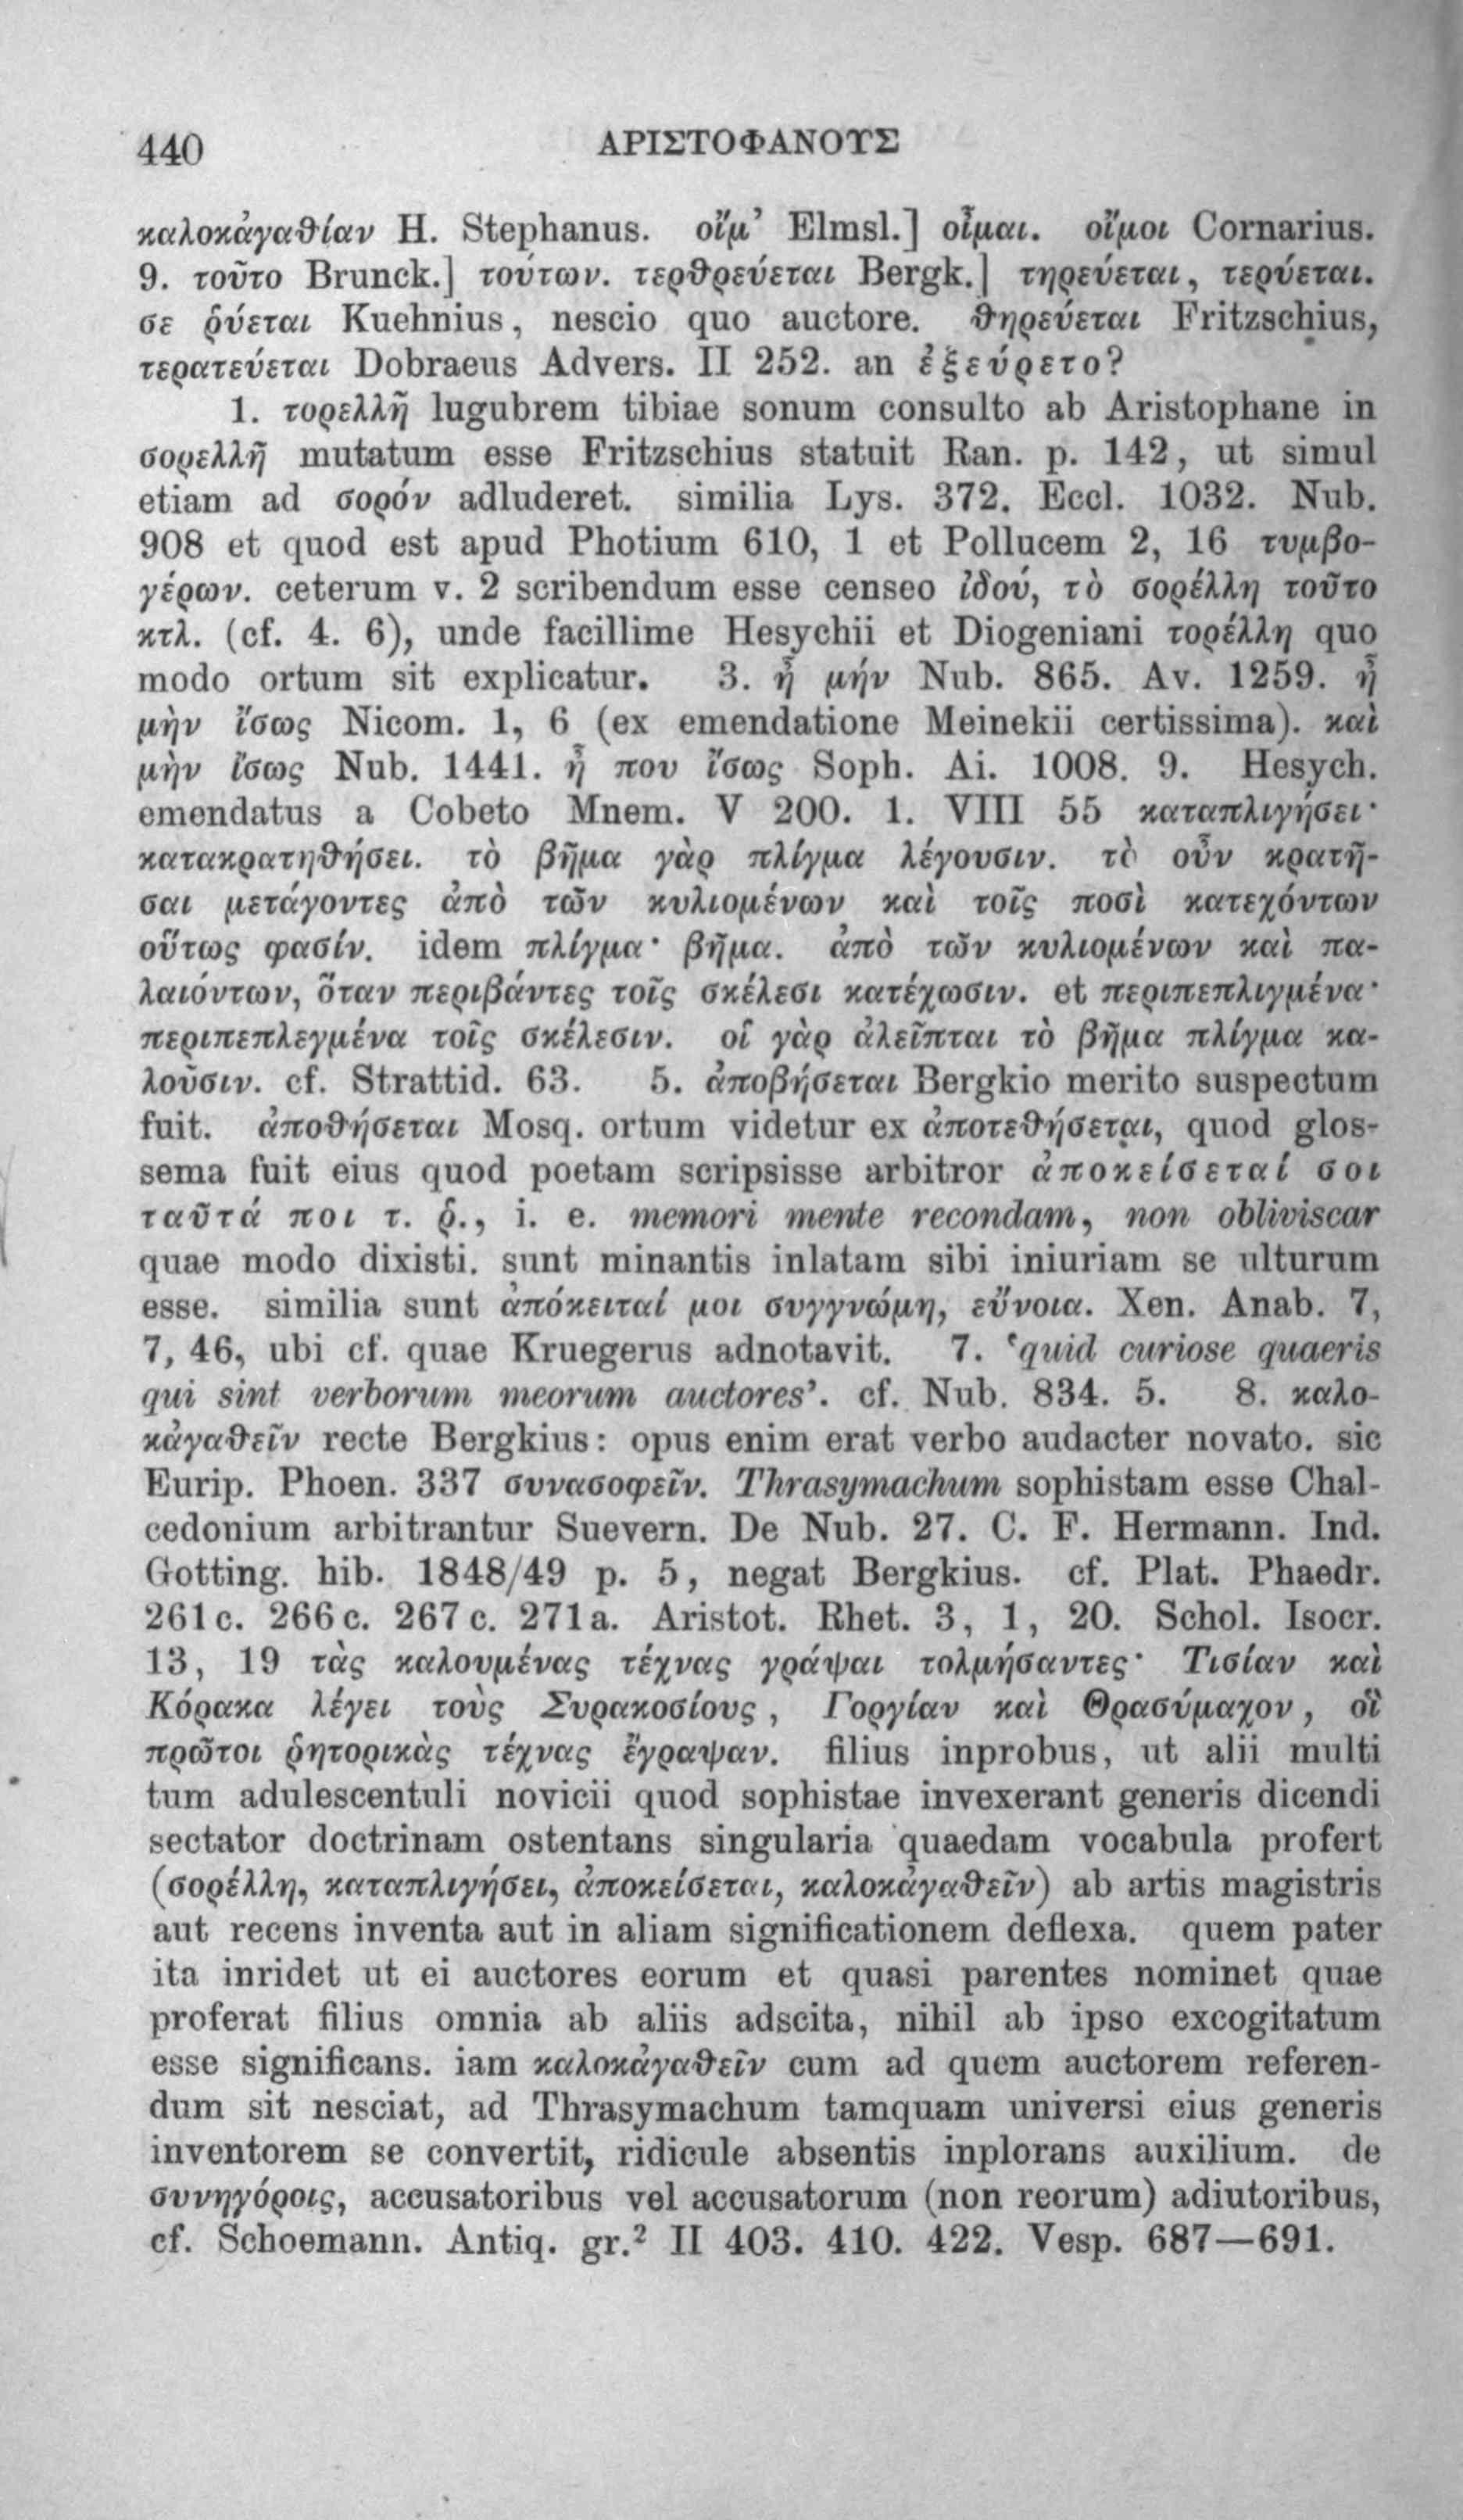 440
ΑΡΙΣΤΟΦΑΝΟΥΣ
καλοκἀγαθίαν H. Stephanus. οἴμ’ Elmsl.] οἶμαι. οἴμοι Cornarius.
9. τοῦτο Brunck.] τούτων. τερθρεύεται Bergk.] τηρεύεται, τερύεται.
σε ῥύεται Kuehnius, nescio quo auctore. θηρεύεται Fritzschius,
τερατεύεται Dobraeus Advers. II 252. an ἐξεύρετο?
1. τορελλῆ lugubrem tibiae sonum consulto ab Aristophane in
σορελλῆ mutatum esse Fritzschius statuit Ran. p. 142, ut simul
etiam ad σορόν adluderet. similia Lys. 372. Eccl. 1032. Nub.
908 et quod est apud Photium 610, 1 et Pollucem 2, 16 τυμβο-
γέρων. ceterum v. 2 scribendum esse censeo ἰδού, τὸ σορέλλη τοῦτο
κτλ. (cf. 4. 6), unde facillime Hesychii et Diogeniani τορέλλη quo
modo ortum sit explicatur. 3. ἦ μήν Nub. 865. Av. 1259. ἦ
μὴν ἴσως Nicom. 1, 6 (ex emendatione Meinekii certissima). καὶ
μὴν ἴσως Nub. 1441. ἦ που ἴσως Soph. Ai. 1008. 9. Hesych.
emendatus a Cobeto Mnem. V 200. 1. VIII 55 καταπλιγήσει·
κατακρατηθήσει. τὸ βῆμα γὰρ πλίγμα λέγουσιν. τὸ οὖν κρατῆ-
σαι μετάγοντες ἀπὸ τῶν κυλιομένων καὶ τοῖς ποσὶ κατεχόντων
οὕτως φασίν. idem πλίγμα· βῆμα. ἀπὸ τῶν κυλιομένων καὶ πα-
λαιόντων, ὅταν περιβάντες τοῖς σκέλεσι κατέχωσιν. et περιπεπλιγμένα·
περιπεπλεγμένα τοῖς σκέλεσιν. οἱ γὰρ ἀλεῖπται τὸ βῆμα πλίγμα κα-
λοῦσιν. cf. Strattid. 63. 5. ἀποβήσεται Bergkio merito suspectum
fuit. ἀποθήσεται Mosq. ortum videtur ex ἀποτεθήσεται, quod glos-
sema fuit eius quod poetam scripsisse arbitror ἀποκείσεταί σοι
ταῦτά ποι τ. ῥ., i. e. memori mente recondam, non obliviscar
quae modo dixisti. sunt minantis inlatam sibi iniuriam se ulturum
esse. similia sunt ἀπόκειταί μοι συγγνώμη, εὔνοια. Xen. Anab. 7,
7, 46, ubi cf. quae Kruegerus adnotavit. 7. ‘quid curiose quaeris
qui sint verborum meorum auctores’. cf. Nub. 834. 5. 8. καλο-
κἀγαθεῖν recte Bergkius: opus enim erat verbo audacter novato. sic
Eurip. Phoen. 337 συνασοφεῖν. Thrasymachum sophistam esse Chal-
cedonium arbitrantur Suevern. De Nub. 27. C. F. Hermann. Ind.
Gotting. hib. 1848/49 p. 5, negat Bergkius. cf. Plat. Phaedr.
261c. 266c. 267c. 271a. Aristot. Rhet. 3, 1, 20. Schol. Isocr.
13, 19 τὰς καλουμένας τέχνας γράψαι τολμήσαντες· Τισίαν καὶ
Κόρακα λέγει τοὺς Συρακοσίους, Γοργίαν καὶ Θρασύμαχον, οἳ
πρῶτοι ῥητορικὰς τέχνας ἔγραψαν. filius inprobus, ut alii multi
tum adulescentuli novicii quod sophistae invexerant generis dicendi
sectator doctrinam ostentans singularia quaedam vocabula profert
(σορέλλη, καταπλιγήσει, ἀποκείσεται, καλοκἀγαθεῖν) ab artis magistris
aut recens inventa aut in aliam significationem deflexa. quem pater
ita inridet ut ei auctores eorum et quasi parentes nominet quae
proferat filius omnia ab aliis adscita, nihil ab ipso excogitatum
esse significans. iam καλοκἀγαθεῖν cum ad quem auctorem referen-
dum sit nesciat, ad Thrasymachum tamquam universi eius generis
inventorem se convertit, ridicule absentis inplorans auxilium. de
συνηγόροις, accusatoribus vel accusatorum (non reorum) adiutoribus,
cf. Schoemann. Antiq. gr.² II 403. 410. 422. Vesp. 687—691.